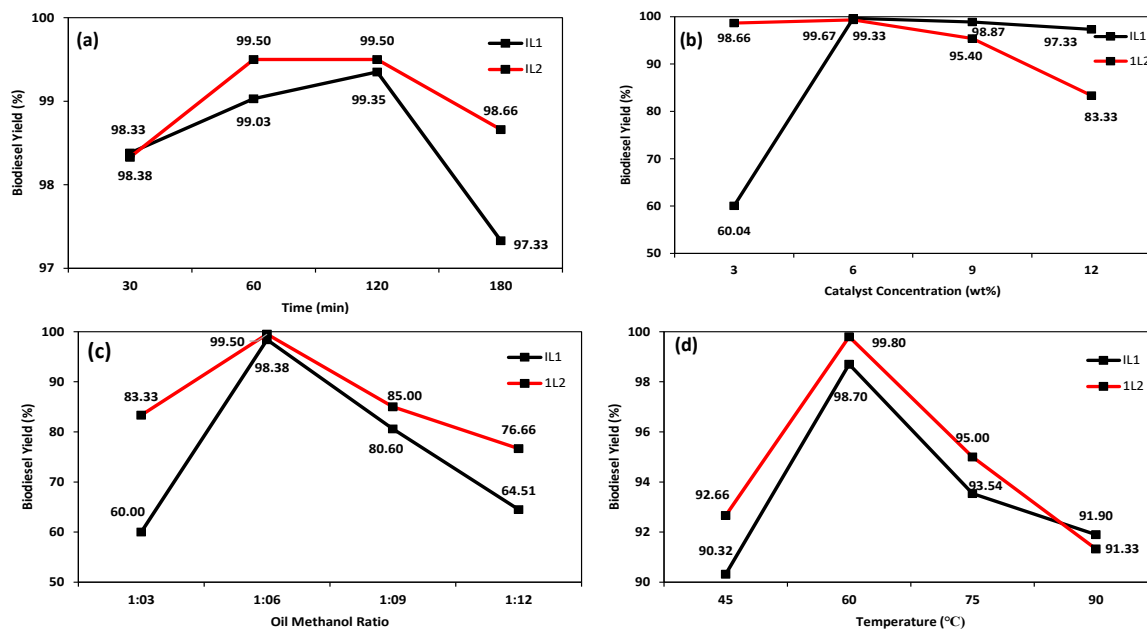 (a)
Biodiesel Yield (%)
100
99
98
97
98.33
98.38
99.50
99.03
99.50
99.35
98.66
97.33
IL1
IL2
30 60 120 180
Time (min)
(b)
Biodiesel Yield (%)
100
90
80
70
60
50
98.66
60.04
99.67 99.33
98.87
95.40
97.33
83.33
IL1
1L2
3 6 9 12
Catalyst Concentration (wt%)
(c)
Biodiesel Yield (%)
100
90
80
70
60
50
83.33
60.00
99.50
98.38
85.00
80.60
76.66
64.51
IL1
1L2
1:03 1:06 1:09 1:12
Oil Methanol Ratio
(d)
Biodiesel Yield (%)
100
98
96
94
92
90
92.66
90.32
99.80
98.70
95.00
93.54
91.90
91.33
IL1
1L2
45 60 75 90
Temperature (℃)